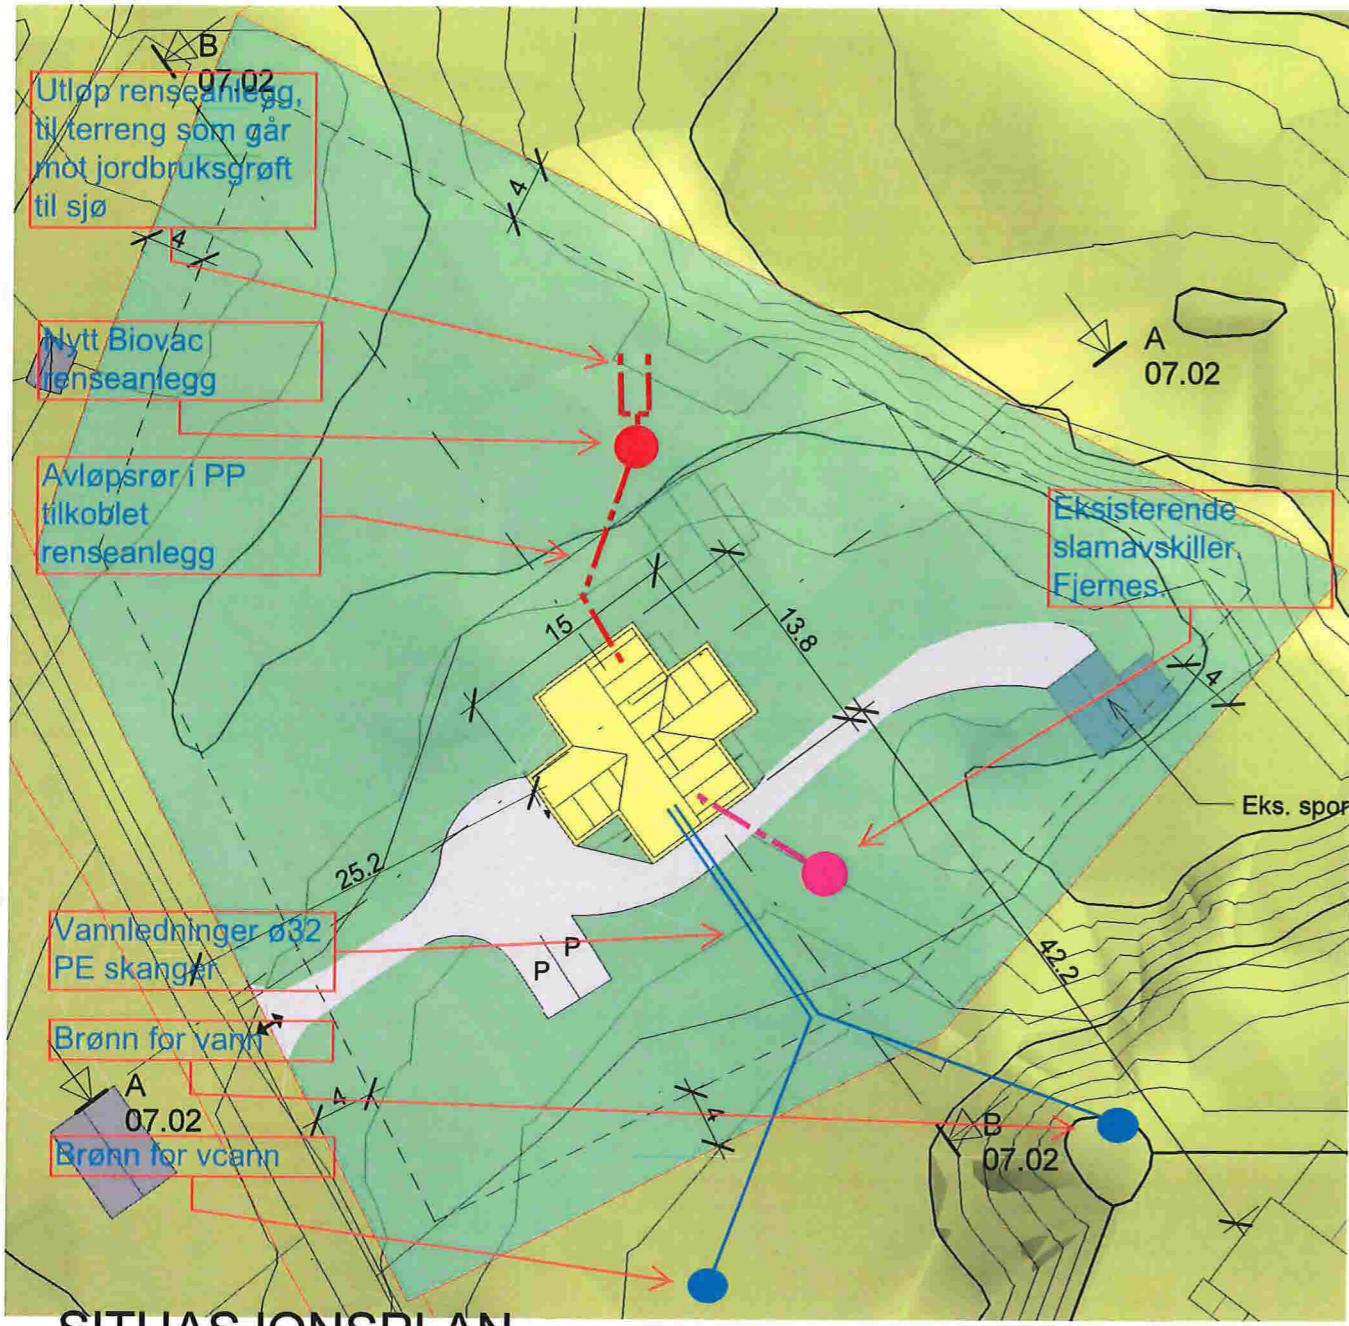 B
07.02
Utløp renseanlegg,
til terreng som går
mot jordbruksgrøft
til sjø
4
4
Nytt Biovac
renseanlegg
A
07.02
Avløpsrør i PP
tilkoblet
renseanlegg
Eksisterende
slamavskiller.
Fjernes.
15
13.8
4
Eks. spor
25.2
Vannledninger ø32
PE skanger
P
P
42.2
Brønn for vann
A
07.02
4
4
B
07.02
Brønn for vcann
SITUASJONSPLAN